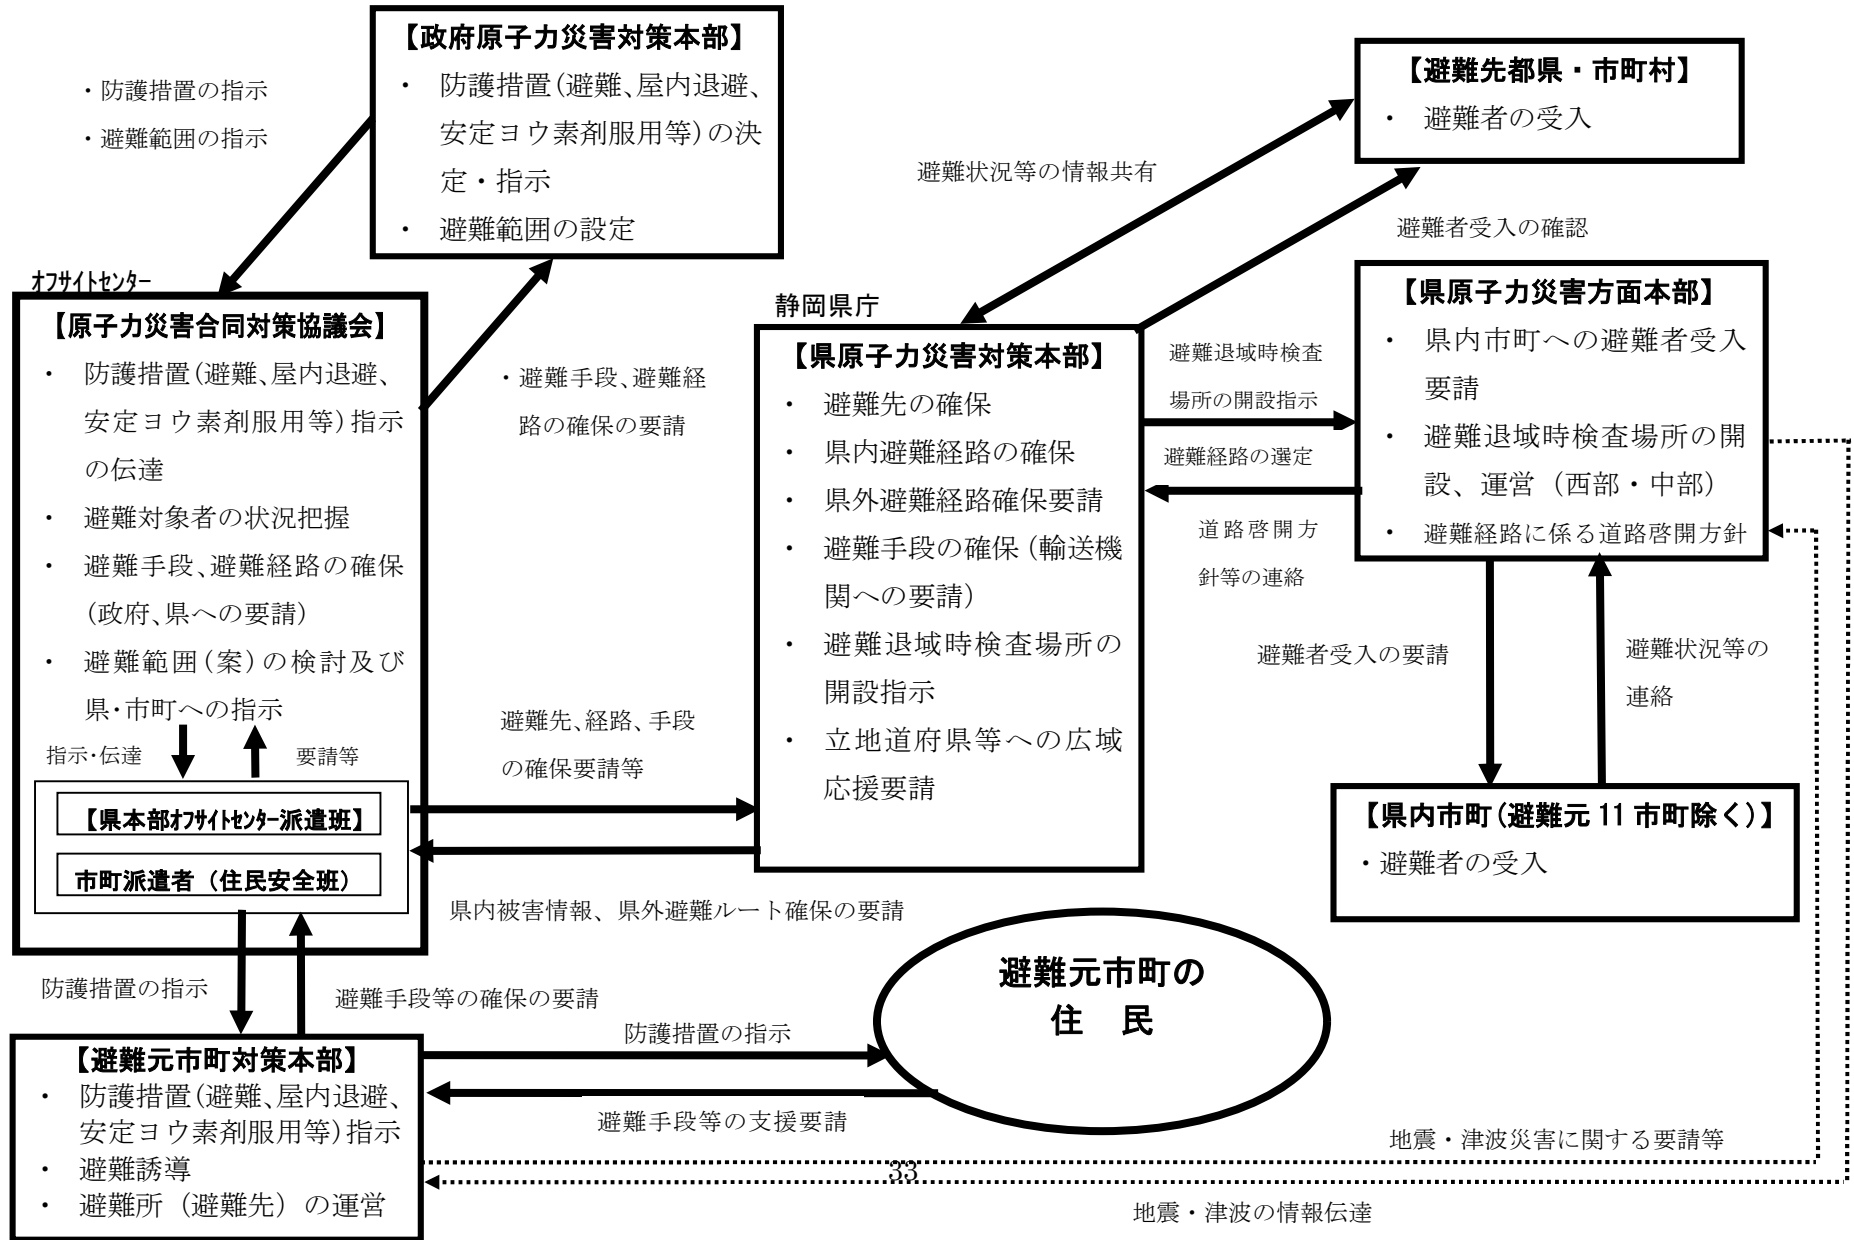 【政府原子力災害対策本部】
・ 防護措置(避難、屋内退避、
安定ヨウ素剤服用等)の決
定・指示
・ 避難範囲の設定
・防護措置の指示
・避難範囲の指示
【避難先都県・市町村】
・ 避難者の受入
避難状況等の情報共有
避難者受入の確認
オフサイトセンター
【原子力災害合同対策協議会】
・ 防護措置(避難、屋内退避、
安定ヨウ素剤服用等)指示
の伝達
・ 避難対象者の状況把握
・ 避難手段、避難経路の確保
(政府、県への要請)
・ 避難範囲(案)の検討及び
県・市町への指示
指示・伝達
要請等
【県本部オフサイトセンター派遣班】
市町派遣者(住民安全班)
・避難手段、避難経
路の確保の要請
静岡県庁
【県原子力災害対策本部】
・ 避難先の確保
・ 県内避難経路の確保
・ 県外避難経路確保要請
・ 避難手段の確保(輸送機
関への要請)
・ 避難退域時検査場所の
開設指示
・ 立地道府県等への広域
応援要請
避難退域時検査
場所の開設指示
避難経路の選定
道路啓開方
針等の連絡
【県原子力災害方面本部】
・ 県内市町への避難者受入
要請
・ 避難退域時検査場所の開
設、運営(西部・中部)
・ 避難経路に係る道路啓開方針
避難者受入の要請
避難状況等の
連絡
避難先、経路、手段
の確保要請等
県内被害情報、県外避難ルート確保の要請
【県内市町(避難元 11 市町除く)】
・避難者の受入
防護措置の指示
避難手段等の確保の要請
避難元市町の
住 民
防護措置の指示
避難手段等の支援要請
【避難元市町対策本部】
・ 防護措置(避難、屋内退避、
安定ヨウ素剤服用等)指示
・ 避難誘導
・ 避難所(避難先)の運営
地震・津波災害に関する要請等
33
地震・津波の情報伝達